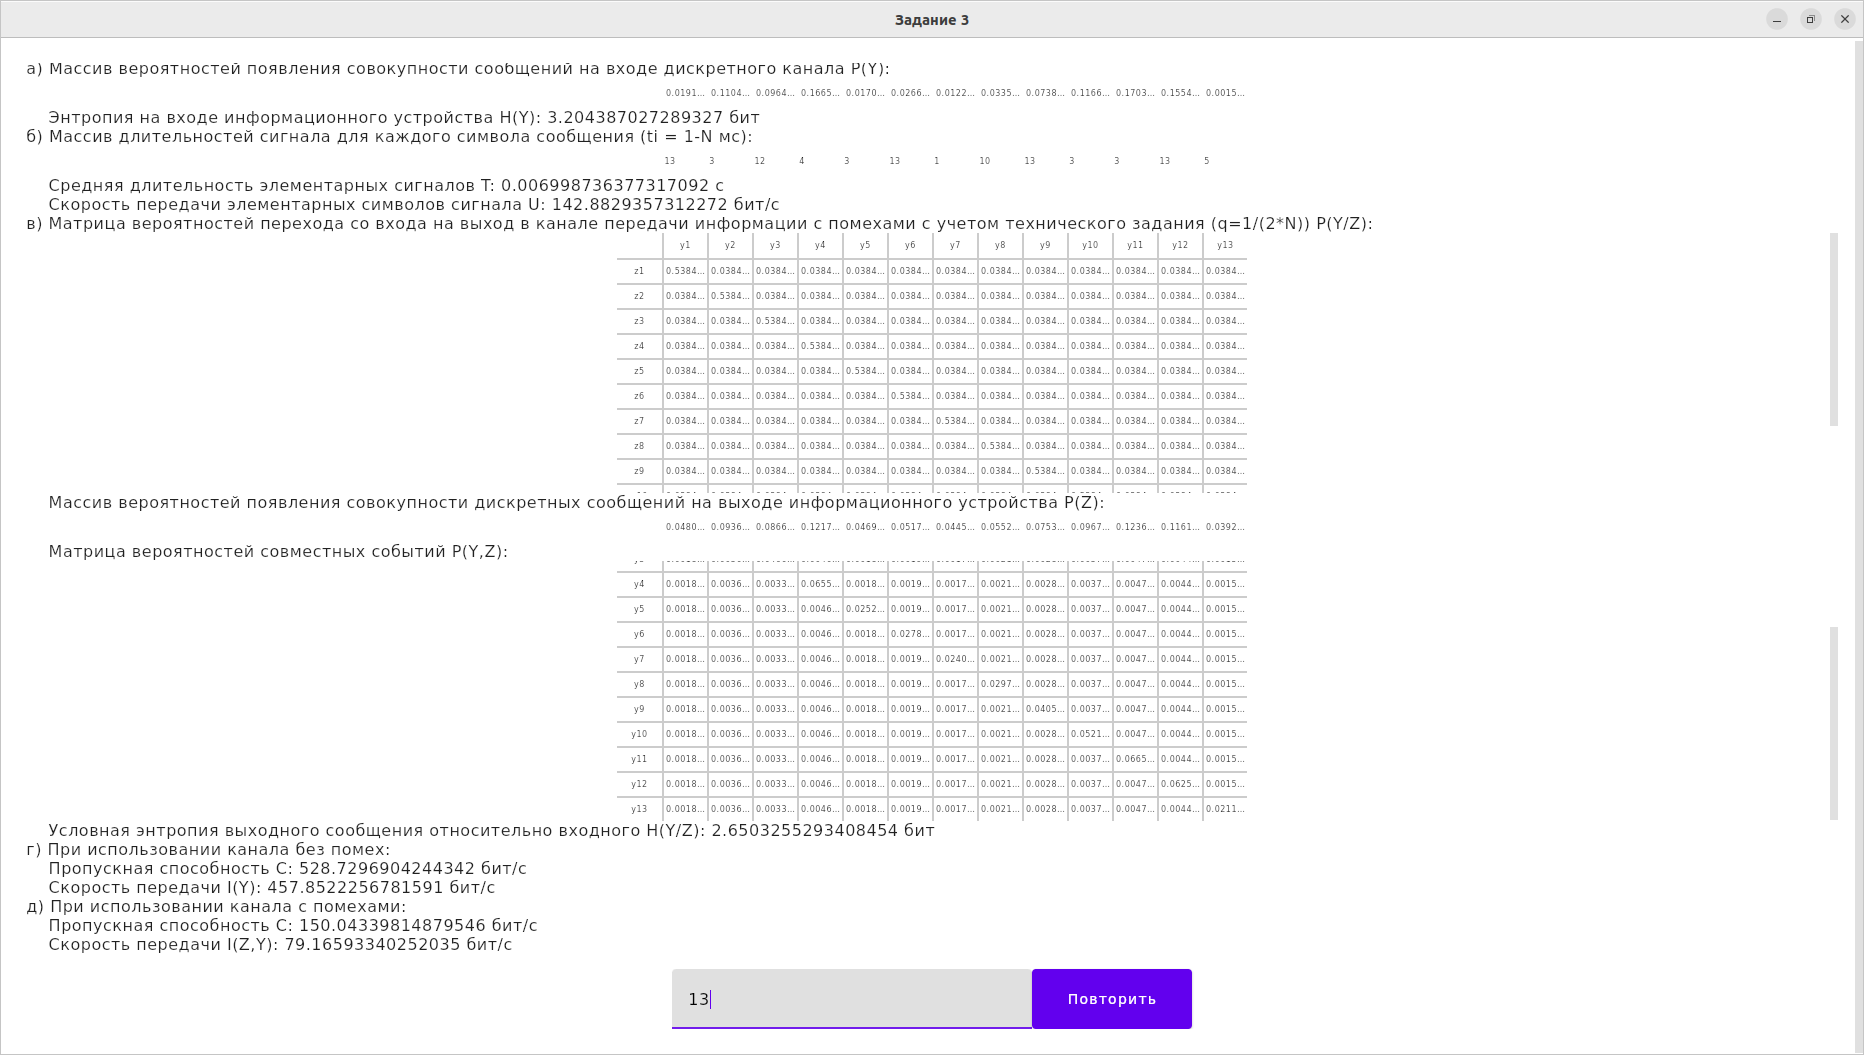 Задание 3
а) Массив вероятностей появления совокупности сообщений на входе дискретного канала P(Y):
0.0191... 0.1104... 0.0964... 0.1665... 0.0170... 0.0266... 0.0122... 0.0335... 0.0738... 0.1166... 0.1703... 0.1554... 0.0015...
Энтропия на входе информационного устройства H(Y): 3.204387027289327 бит
б) Массив длительностей сигнала для каждого символа сообщения (ti = 1-N мс):
13 3 12 4 3 13 1 10 13 3 3 13 5
Средняя длительность элементарных сигналов T: 0.006998736377317092 с
Скорость передачи элементарных символов сигнала U: 142.8829357312272 бит/с
в) Матрица вероятностей перехода со входа на выход в канале передачи информации с помехами с учетом технического задания (q=1/(2*N)) P(Y/Z):
y1 y2 y3 y4 y5 y6 y7 y8 y9 y10 y11 y12 y13
z1 0.5384... 0.0384... 0.0384... 0.0384... 0.0384... 0.0384... 0.0384... 0.0384... 0.0384... 0.0384... 0.0384... 0.0384... 0.0384...
z2 0.0384... 0.5384... 0.0384... 0.0384... 0.0384... 0.0384... 0.0384... 0.0384... 0.0384... 0.0384... 0.0384... 0.0384... 0.0384...
z3 0.0384... 0.0384... 0.5384... 0.0384... 0.0384... 0.0384... 0.0384... 0.0384... 0.0384... 0.0384... 0.0384... 0.0384... 0.0384...
z4 0.0384... 0.0384... 0.0384... 0.5384... 0.0384... 0.0384... 0.0384... 0.0384... 0.0384... 0.0384... 0.0384... 0.0384... 0.0384...
z5 0.0384... 0.0384... 0.0384... 0.0384... 0.5384... 0.0384... 0.0384... 0.0384... 0.0384... 0.0384... 0.0384... 0.0384... 0.0384...
z6 0.0384... 0.0384... 0.0384... 0.0384... 0.0384... 0.5384... 0.0384... 0.0384... 0.0384... 0.0384... 0.0384... 0.0384... 0.0384...
z7 0.0384... 0.0384... 0.0384... 0.0384... 0.0384... 0.0384... 0.5384... 0.0384... 0.0384... 0.0384... 0.0384... 0.0384... 0.0384...
z8 0.0384... 0.0384... 0.0384... 0.0384... 0.0384... 0.0384... 0.0384... 0.5384... 0.0384... 0.0384... 0.0384... 0.0384... 0.0384...
z9 0.0384... 0.0384... 0.0384... 0.0384... 0.0384... 0.0384... 0.0384... 0.0384... 0.5384... 0.0384... 0.0384... 0.0384... 0.0384...
Массив вероятностей появления совокупности дискретных сообщений на выходе информационного устройства P(Z):
0.0480... 0.0936... 0.0866... 0.1217... 0.0469... 0.0517... 0.0445... 0.0552... 0.0753... 0.0967... 0.1236... 0.1161... 0.0392...
Матрица вероятностей совместных событий P(Y,Z):
y4 0.0018... 0.0036... 0.0033... 0.0655... 0.0018... 0.0019... 0.0017... 0.0021... 0.0028... 0.0037... 0.0047... 0.0044... 0.0015...
y5 0.0018... 0.0036... 0.0033... 0.0046... 0.0252... 0.0019... 0.0017... 0.0021... 0.0028... 0.0037... 0.0047... 0.0044... 0.0015...
y6 0.0018... 0.0036... 0.0033... 0.0046... 0.0018... 0.0278... 0.0017... 0.0021... 0.0028... 0.0037... 0.0047... 0.0044... 0.0015...
y7 0.0018... 0.0036... 0.0033... 0.0046... 0.0018... 0.0019... 0.0240... 0.0021... 0.0028... 0.0037... 0.0047... 0.0044... 0.0015...
y8 0.0018... 0.0036... 0.0033... 0.0046... 0.0018... 0.0019... 0.0017... 0.0297... 0.0028... 0.0037... 0.0047... 0.0044... 0.0015...
y9 0.0018... 0.0036... 0.0033... 0.0046... 0.0018... 0.0019... 0.0017... 0.0021... 0.0405... 0.0037... 0.0047... 0.0044... 0.0015...
y10 0.0018... 0.0036... 0.0033... 0.0046... 0.0018... 0.0019... 0.0017... 0.0021... 0.0028... 0.0521... 0.0047... 0.0044... 0.0015...
y11 0.0018... 0.0036... 0.0033... 0.0046... 0.0018... 0.0019... 0.0017... 0.0021... 0.0028... 0.0037... 0.0665... 0.0044... 0.0015...
y12 0.0018... 0.0036... 0.0033... 0.0046... 0.0018... 0.0019... 0.0017... 0.0021... 0.0028... 0.0037... 0.0047... 0.0625... 0.0015...
y13 0.0018... 0.0036... 0.0033... 0.0046... 0.0018... 0.0019... 0.0017... 0.0021... 0.0028... 0.0037... 0.0047... 0.0044... 0.0211...
Условная энтропия выходного сообщения относительно входного H(Y/Z): 2.6503255293408454 бит
г) При использовании канала без помех:
Пропускная способность C: 528.7296904244342 бит/с
Скорость передачи I(Y): 457.8522256781591 бит/с
д) При использовании канала с помехами:
Пропускная способность C: 150.04339814879546 бит/с
Скорость передачи I(Z,Y): 79.16593340252035 бит/с
13
Повторить